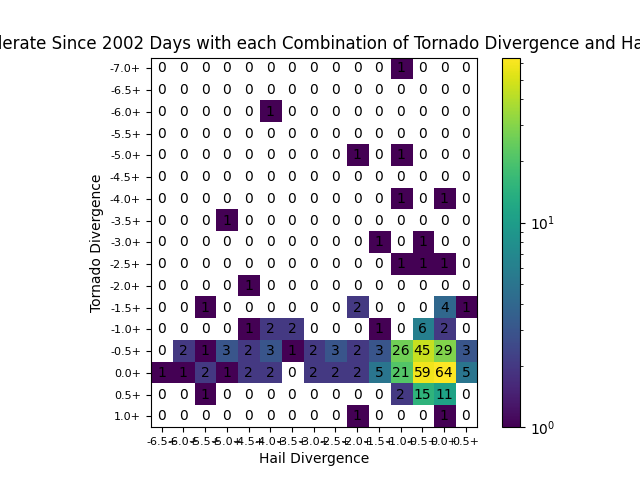 lerate Since 2002 Days with each Combination of Tornado Divergence and Ha
-7.0+ 0 0 0 0 0 0 0 0 0 0 0 1 0 0 0
-6.5+ 0 0 0 0 0 0 0 0 0 0 0 0 0 0 0
-6.0+ 0 0 0 0 0 1 0 0 0 0 0 0 0 0 0
-5.5+ 0 0 0 0 0 0 0 0 0 0 0 0 0 0 0
-5.0+ 0 0 0 0 0 0 0 0 0 1 0 1 0 0 0
-4.5+ 0 0 0 0 0 0 0 0 0 0 0 0 0 0 0
-4.0+ 0 0 0 0 0 0 0 0 0 0 0 1 0 1 0
-3.5+ 0 0 0 1 0 0 0 0 0 0 0 0 0 0 0
-3.0+ 0 0 0 0 0 0 0 0 0 0 1 0 1 0 0
-2.5+ 0 0 0 0 0 0 0 0 0 0 0 1 1 1 0
-2.0+ 0 0 0 0 1 0 0 0 0 0 0 0 0 0 0
-1.5+ 0 0 1 0 0 0 0 0 0 2 0 0 0 4 1
-1.0+ 0 0 0 0 1 2 2 0 0 0 1 0 6 2 0
-0.5+ 0 2 1 3 2 3 1 2 3 2 3 26 45 29 3
0.0+ 1 1 2 1 2 2 0 2 2 2 5 21 59 64 5
0.5+ 0 0 1 0 0 0 0 0 0 0 0 2 15 11 0
1.0+ 0 0 0 0 0 0 0 0 0 1 0 0 0 1 0
-6.5+ -6.0+ -5.5+ -5.0+ -4.5+ -4.0+ -3.5+ -3.0+ -2.5+ -2.0+ -1.5+ -1.0+ -0.5+ 0.0+ 0.5+
Hail Divergence
Tornado Divergence
10^1
10^0